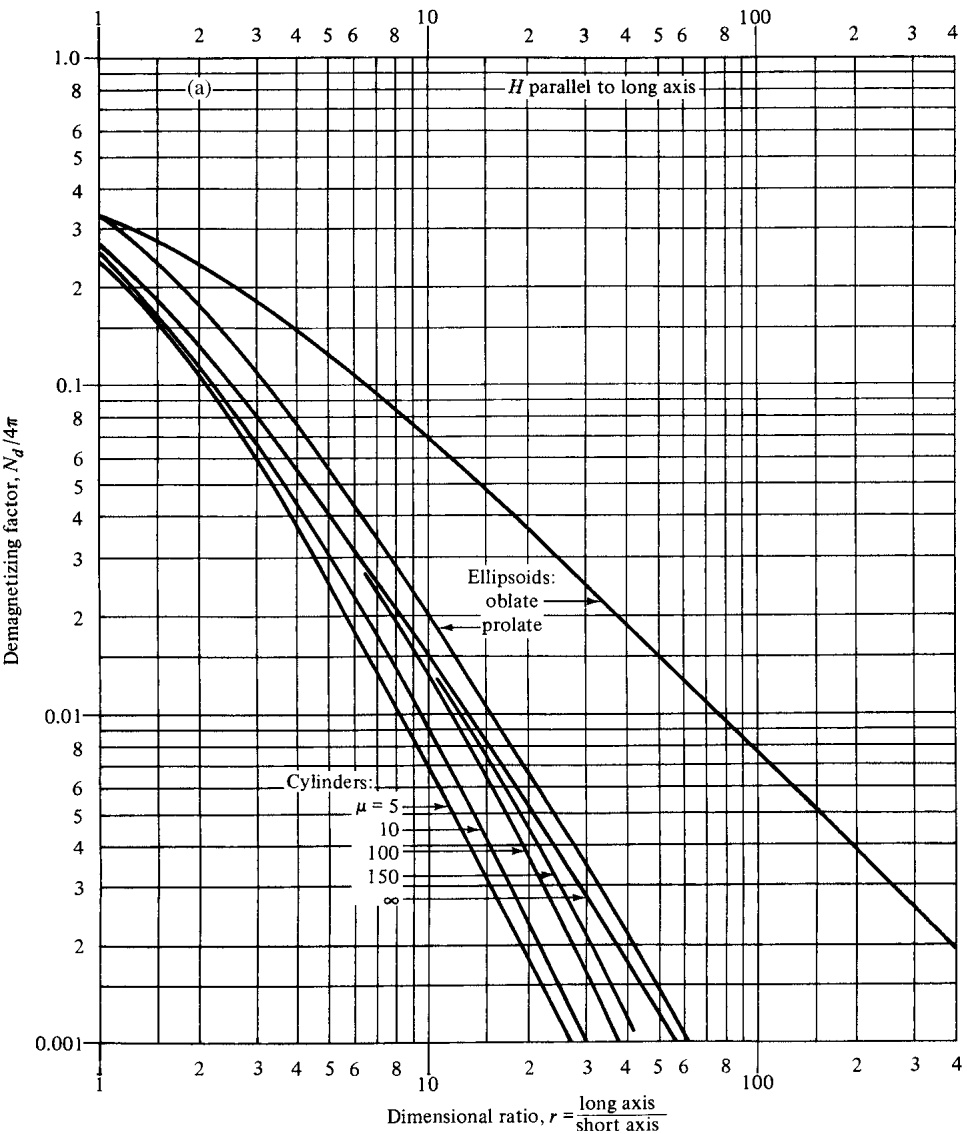 1 10 100
2 3 4 5 6 8 2 3 4 5 6 8 2 3 4
1.0
(a)
H parallel to long axis
8
6
5
4
3
2
0.1
8
6
5
4
3
2
0.01
8
6
5
4
3
2
0.001
Demagnetizing factor, N_d/4π
Ellipsoids:
oblate
prolate
Cylinders:
μ = 5
10
100
150
∞
2 3 4 5 6 8 2 3 4 5 6 8 2 3 4
1 10 100
Dimensional ratio, r = long axis
short axis